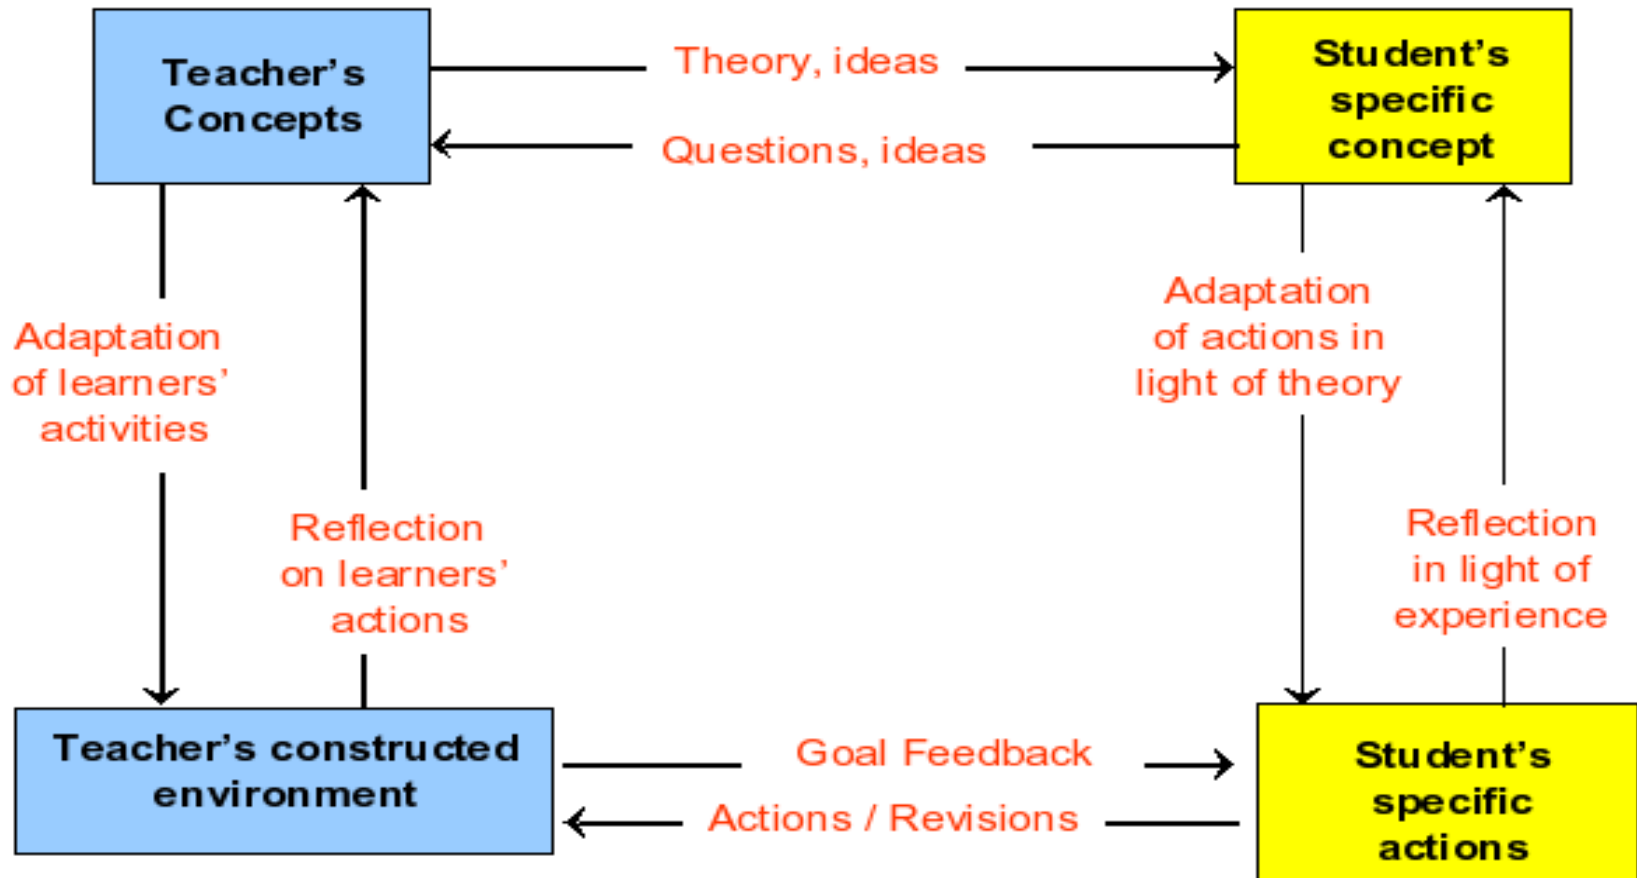 Teacher’s
Concepts
Theory, ideas
Questions, ideas
Student’s
specific
concept
Adaptation
of learners’
activities
Reflection
on learners’
actions
Adaptation
of actions in
light of theory
Reflection
in light of
experience
Teacher’s constructed
environment
Goal Feedback
Actions / Revisions
Student’s
specific
actions